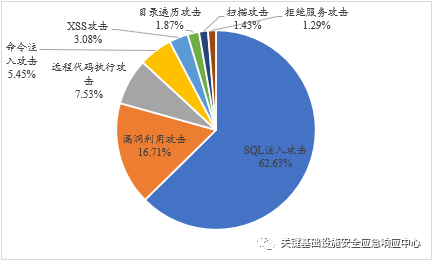 目录遍历攻击
1.87%
扫描攻击
1.43%
拒绝服务攻击
1.29%
XSS攻击
3.08%
命令注
入攻击
5.45%
远程代码执行攻
击
7.53%
漏洞利用攻击
16.71%
SQL注入攻击
62.63%
关键基础设施安全应急响应中心